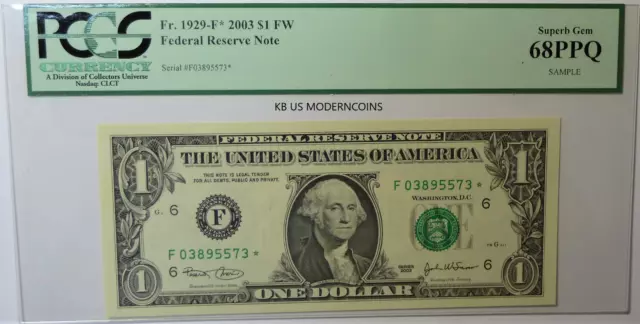 PCGS
CURRENCY
A Division of Collectors Universe
Nasdaq: CLCT
Fr. 1929-F* 2003 $1 FW
Federal Reserve Note
Serial #F03895573*
Superb Gem
68PPQ
SAMPLE
KB US MODERNCOINS
FEDERAL RESERVE NOTE
THE UNITED STATES OF AMERICA
THIS NOTE IS LEGAL TENDER
FOR ALL DEBTS, PUBLIC AND PRIVATE
F 03895573 *
WASHINGTON, D.C.
6 F 6
F 03895573 *
6 6
SERIES
2003
ONE DOLLAR
1 1
1 1